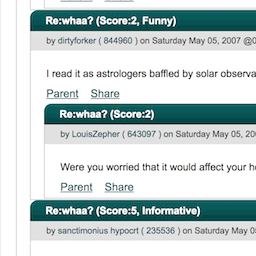 Re:whaa? (Score:2, Funny)
by dirtyforker ( 844960 ) on Saturday May 05, 2007 @0
I read it as astrologers baffled by solar observa
Parent Share
Re:whaa? (Score:2)
by LouisZepher ( 643097 ) on Saturday May 05, 20
Were you worried that it would affect your h
Parent Share
Re:whaa? (Score:5, Informative)
by sanctimonius hypocrt ( 235536 ) on Saturday May 0